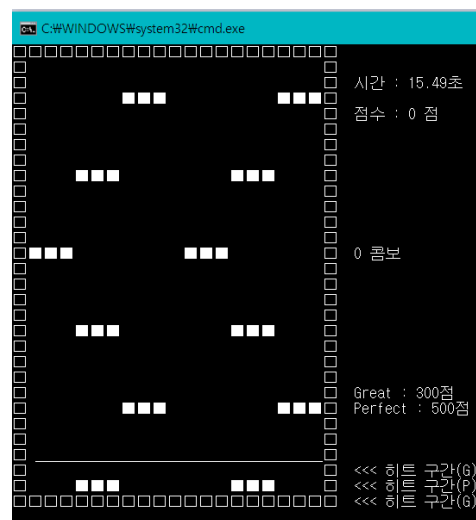 C:₩WINDOWS₩system32₩cmd.exe
시간 : 15.49초
점수 : 0 점
0 콤보
Great : 300점
Perfect : 500점
<<< 히트 구간(G)
<<< 히트 구간(P)
<<< 히트 구간(G)